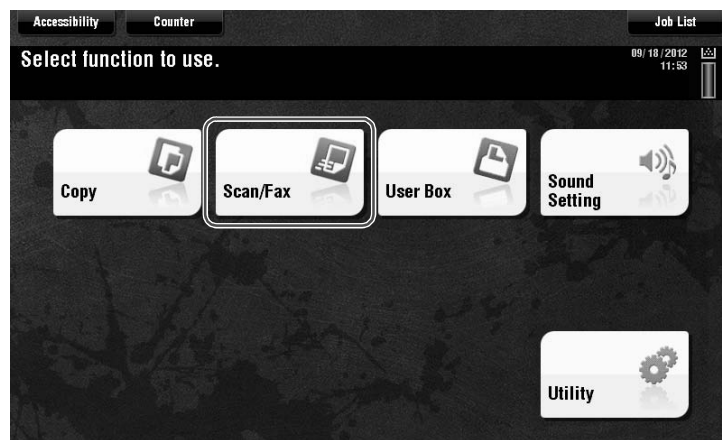 Accessibility
Counter
Job List
Select function to use.
09/18/2012
11:53
Copy
Scan/Fax
User Box
Sound
Setting
Utility